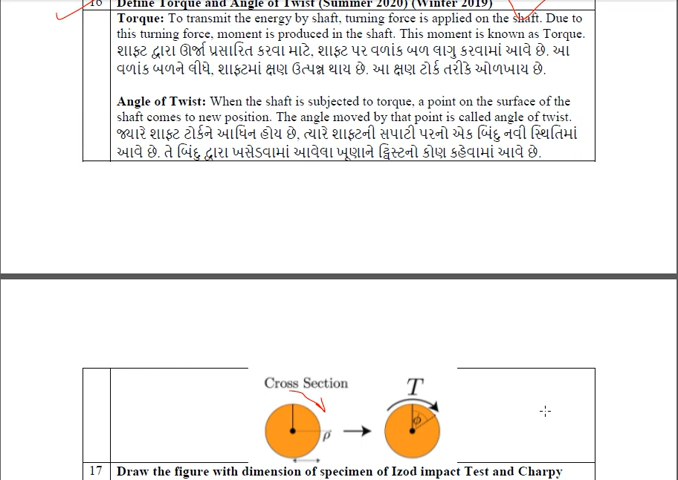 16 Define Torque and Angle of Twist (Summer 2020) (Winter 2019)
Torque: To transmit the energy by shaft, turning force is applied on the shaft. Due to
this turning force, moment is produced in the shaft. This moment is known as Torque.
શાફ્ટ દ્વારા ઊર્જા પ્રસારિત કરવા માટે, શાફ્ટ પર વળાંક બળ લાગુ કરવામાં આવે છે. આ
વળાંક બળને લીધે, શાફ્ટમાં ક્ષણ ઉત્પન્ન થાય છે. આ ક્ષણ ટોર્ક તરીકે ઓળખાય છે.
Angle of Twist: When the shaft is subjected to torque, a point on the surface of the
shaft comes to new position. The angle moved by that point is called angle of twist.
જ્યારે શાફ્ટ ટોર્કને આધિન હોય છે, ત્યારે શાફ્ટની સપાટી પરનો એક બિંદુ નવી સ્થિતિમાં
આવે છે. તે બિંદુ દ્વારા ખસેડવામાં આવેલા ખૂણાને ટ્વિસ્ટનો કોણ કહેવામાં આવે છે.
Cross Section
T
ρ
ϕ
17 Draw the figure with dimension of specimen of Izod impact Test and Charpy